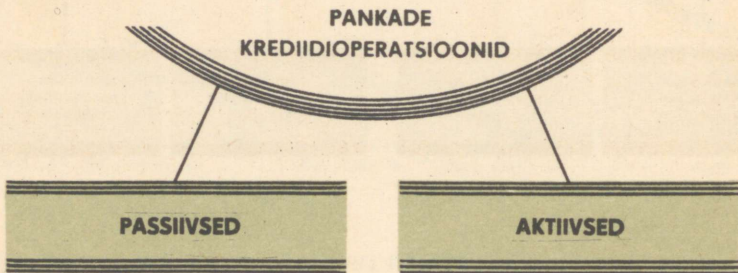 PANKADE
KREDIIDIOPERATSIOONID
PASSIIVSED
AKTIIVSED